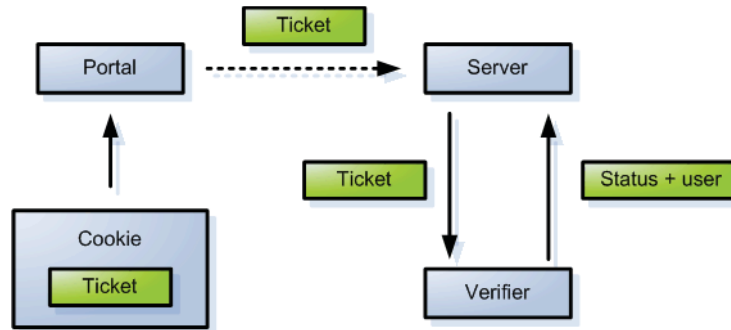 Ticket
Portal
Server
Ticket
Status + user
Cookie
Ticket
Verifier